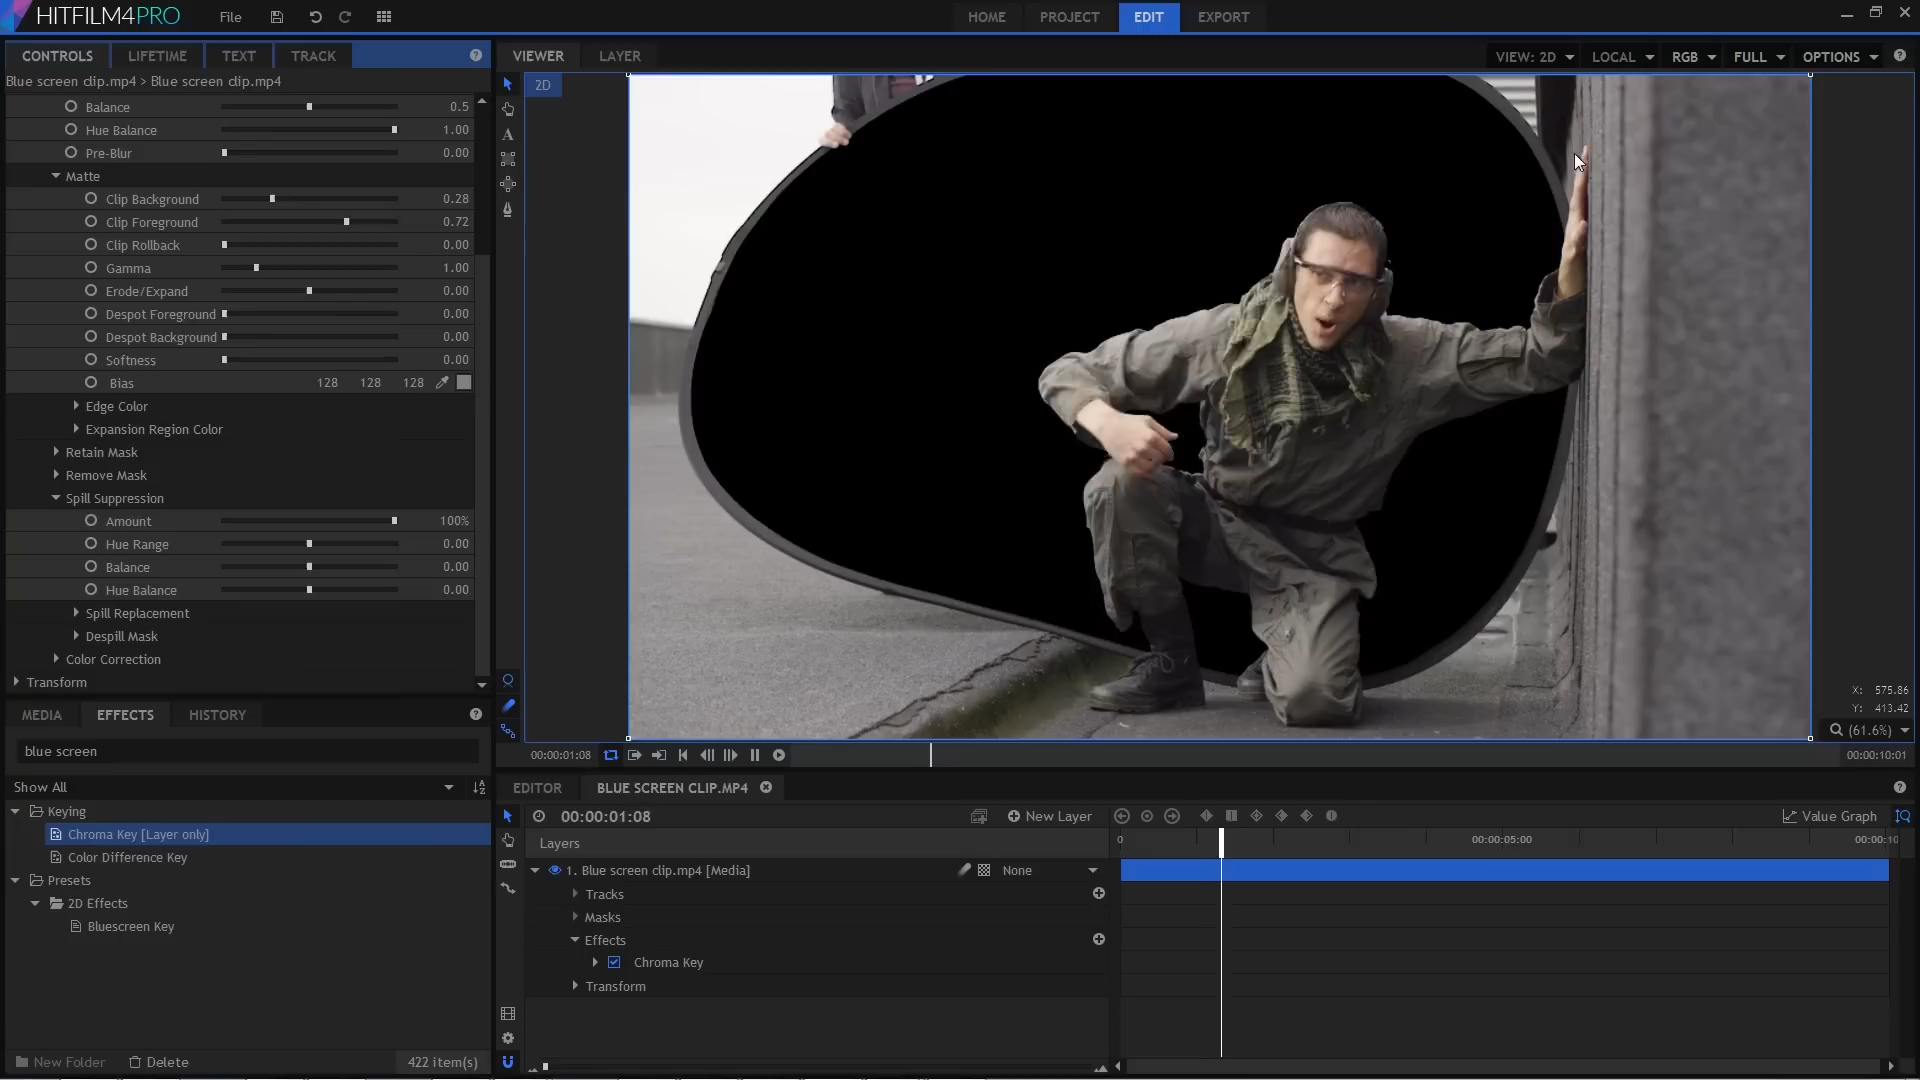 HITFILM4PRO
File
HOME
PROJECT
EDIT
EXPORT
CONTROLS
LIFETIME
TEXT
TRACK
?
VIEWER
LAYER
VIEW: 2D
LOCAL
RGB
FULL
OPTIONS
?
Blue screen clip.mp4 > Blue screen clip.mp4
2D
Balance 0.5
Hue Balance 1.00
Pre-Blur 0.00
Matte
Clip Background 0.28
Clip Foreground 0.72
Clip Rollback 0.00
Gamma 1.00
Erode/Expand 0.00
Despot Foreground 0.00
Despot Background 0.00
Softness 0.00
Bias 128 128 128
Edge Color
Expansion Region Color
Retain Mask
Remove Mask
Spill Suppression
Amount 100%
Hue Range 0.00
Balance 0.00
Hue Balance 0.00
Spill Replacement
Despill Mask
Color Correction
Transform
A
X: 575.86
Y: 413.42
(61.6%)
00:00:01:08
00:00:10:01
MEDIA
EFFECTS
HISTORY
?
blue screen
Show All
Keying
Chroma Key [Layer only]
Color Difference Key
Presets
2D Effects
Bluescreen Key
New Folder
Delete
422 item(s)
EDITOR
BLUE SCREEN CLIP.MP4
?
00:00:01:08
New Layer
Value Graph
Layers
0
00:00:05:00
00:00:10
1. Blue screen clip.mp4 [Media]
None
Tracks
Masks
Effects
Chroma Key
Transform